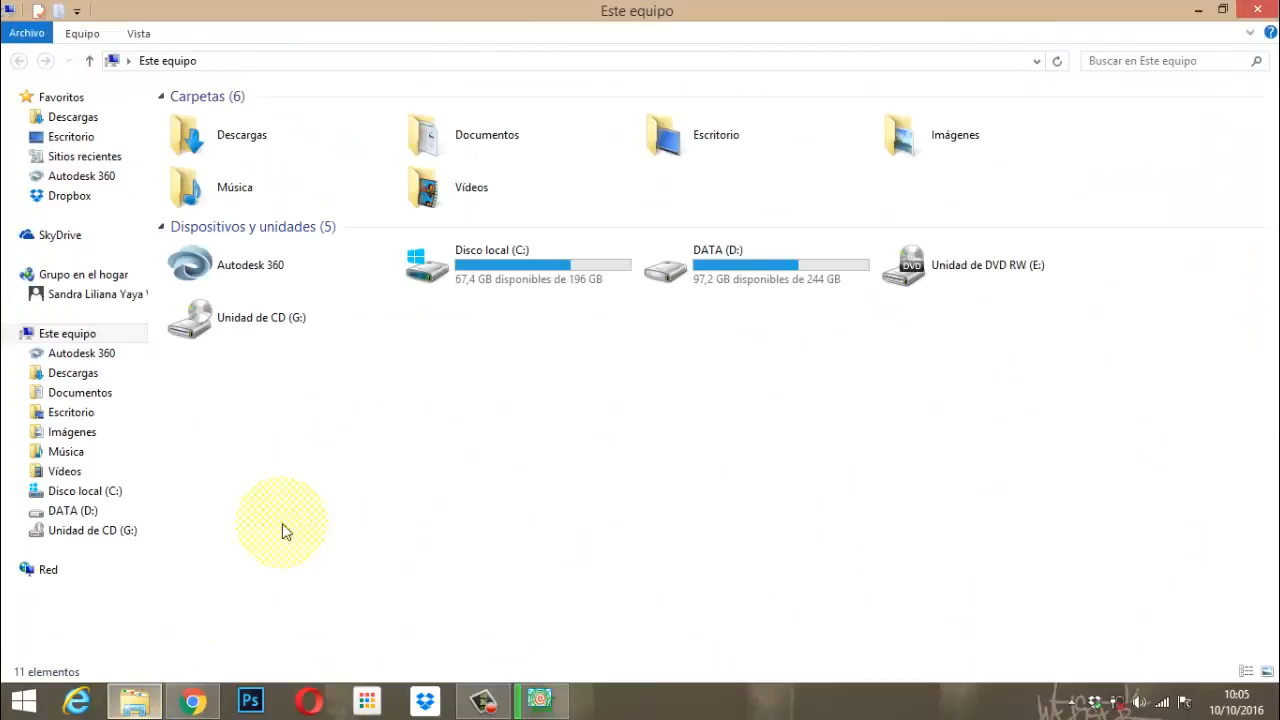 Este equipo
Archivo Equipo Vista
Este equipo Buscar en Este equipo
Favoritos
Descargas
Escritorio
Sitios recientes
Autodesk 360
Dropbox
SkyDrive
Grupo en el hogar
Sandra Liliana Yaya
Este equipo
Autodesk 360
Descargas
Documentos
Escritorio
Imágenes
Música
Vídeos
Disco local (C:)
DATA (D:)
Unidad de CD (G:)
Red
Carpetas (6)
Descargas Documentos Escritorio Imágenes
Música Vídeos
Dispositivos y unidades (5)
Autodesk 360
Disco local (C:)
67,4 GB disponibles de 196 GB
DATA (D:)
97,2 GB disponibles de 244 GB
DVD
Unidad de DVD RW (E:)
Unidad de CD (G:)
11 elementos
Ps
10:05
10/10/2016